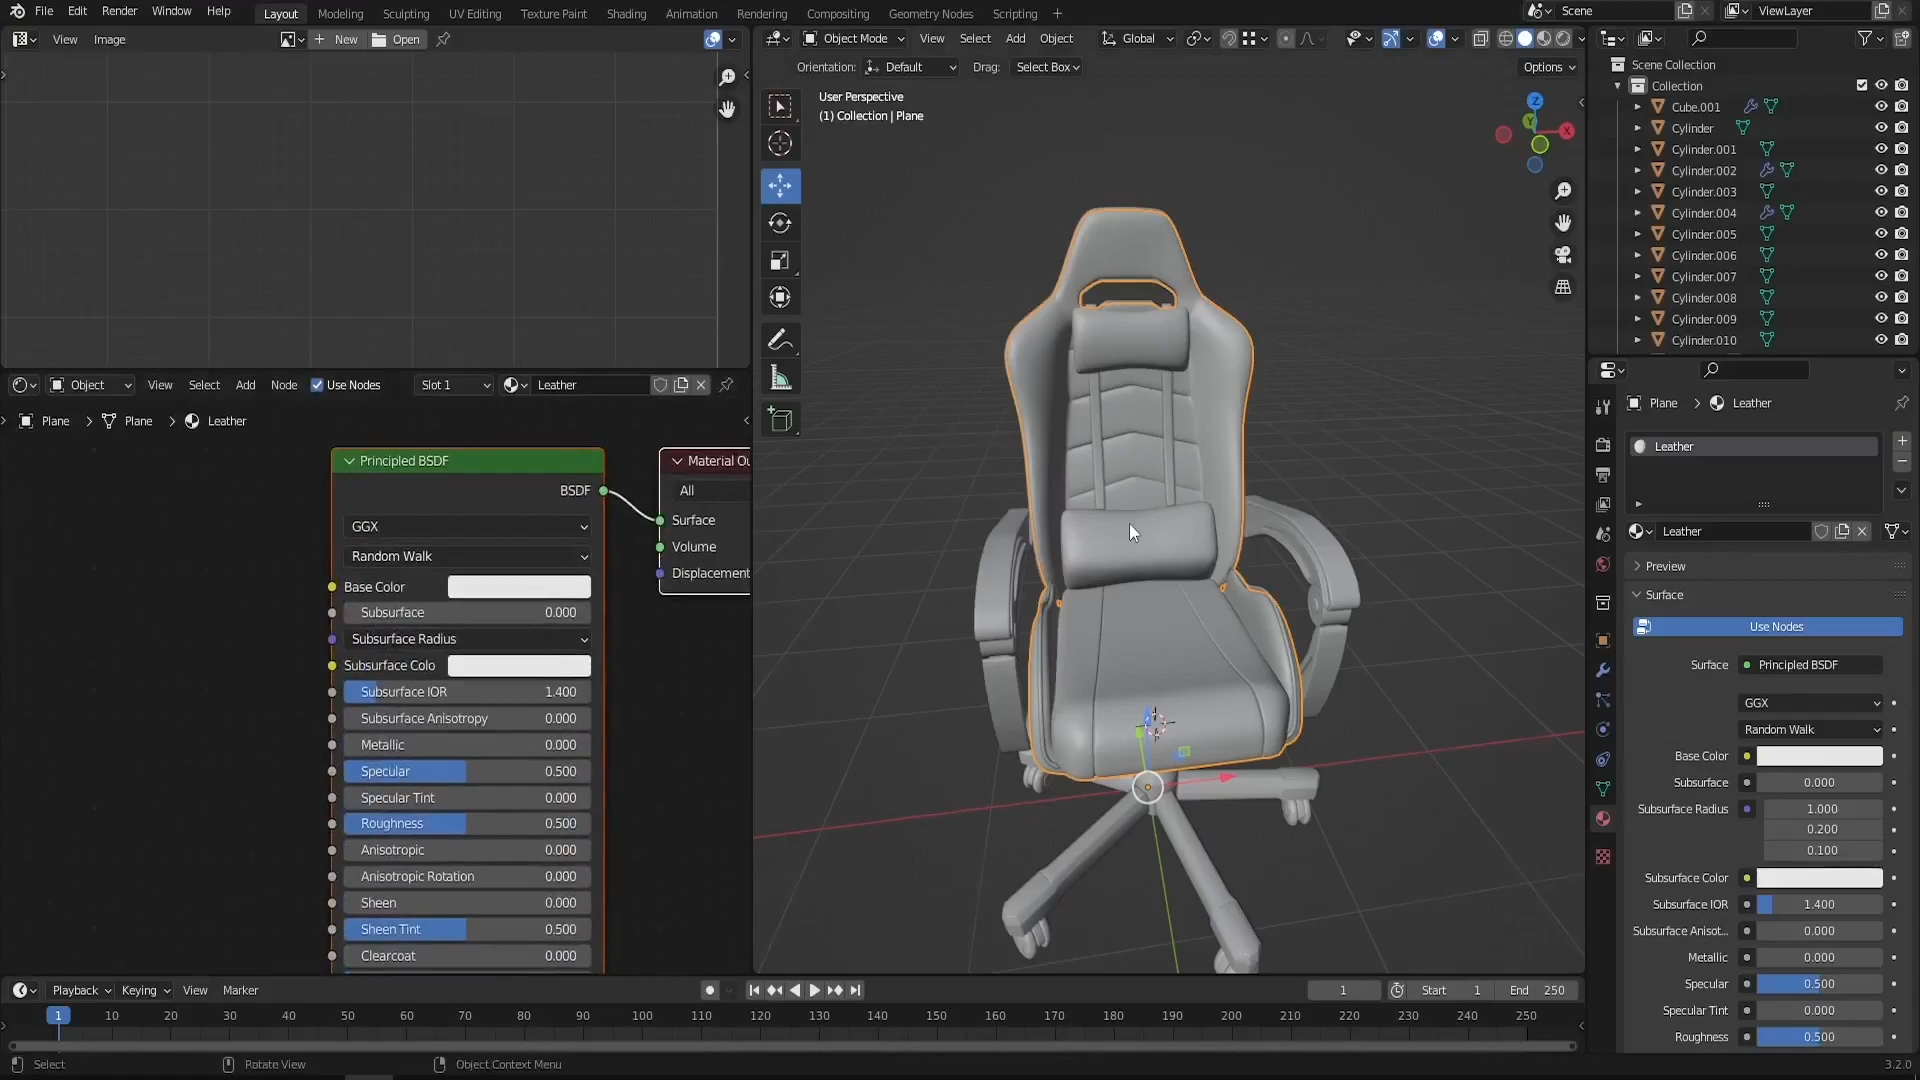 File Edit Render Window Help Layout Modeling Sculpting UV Editing Texture Paint Shading Animation Rendering Compositing Geometry Nodes Scripting + Scene ViewLayer
View Image New Open Object Mode View Select Add Object Global
Orientation: Default Drag: Select Box Options
User Perspective
(1) Collection | Plane
Z
Y
X
Scene Collection
Collection
Cube.001
Cylinder
Cylinder.001
Cylinder.002
Cylinder.003
Cylinder.004
Cylinder.005
Cylinder.006
Cylinder.007
Cylinder.008
Cylinder.009
Cylinder.010
Object View Select Add Node Use Nodes Slot 1 Leather
Plane > Plane > Leather
Principled BSDF
BSDF
GGX
Random Walk
Base Color
Subsurface 0.000
Subsurface Radius
Subsurface Colo
Subsurface IOR 1.400
Subsurface Anisotropy 0.000
Metallic 0.000
Specular 0.500
Specular Tint 0.000
Roughness 0.500
Anisotropic 0.000
Anisotropic Rotation 0.000
Sheen 0.000
Sheen Tint 0.500
Clearcoat 0.000
Material Ou
All
Surface
Volume
Displacement
Plane > Leather
Leather
Leather
Preview
Surface
Use Nodes
Surface Principled BSDF
GGX
Random Walk
Base Color
Subsurface 0.000
Subsurface Radius 1.000
0.200
0.100
Subsurface Color
Subsurface IOR 1.400
Subsurface Anisot... 0.000
Metallic 0.000
Specular 0.500
Specular Tint 0.000
Roughness 0.500
Playback Keying View Marker 1 Start 1 End 250
1 10 20 30 40 50 60 70 80 90 100 110 120 130 140 150 160 170 180 190 200 210 220 230 240 250
Select Rotate View Object Context Menu 3.2.0